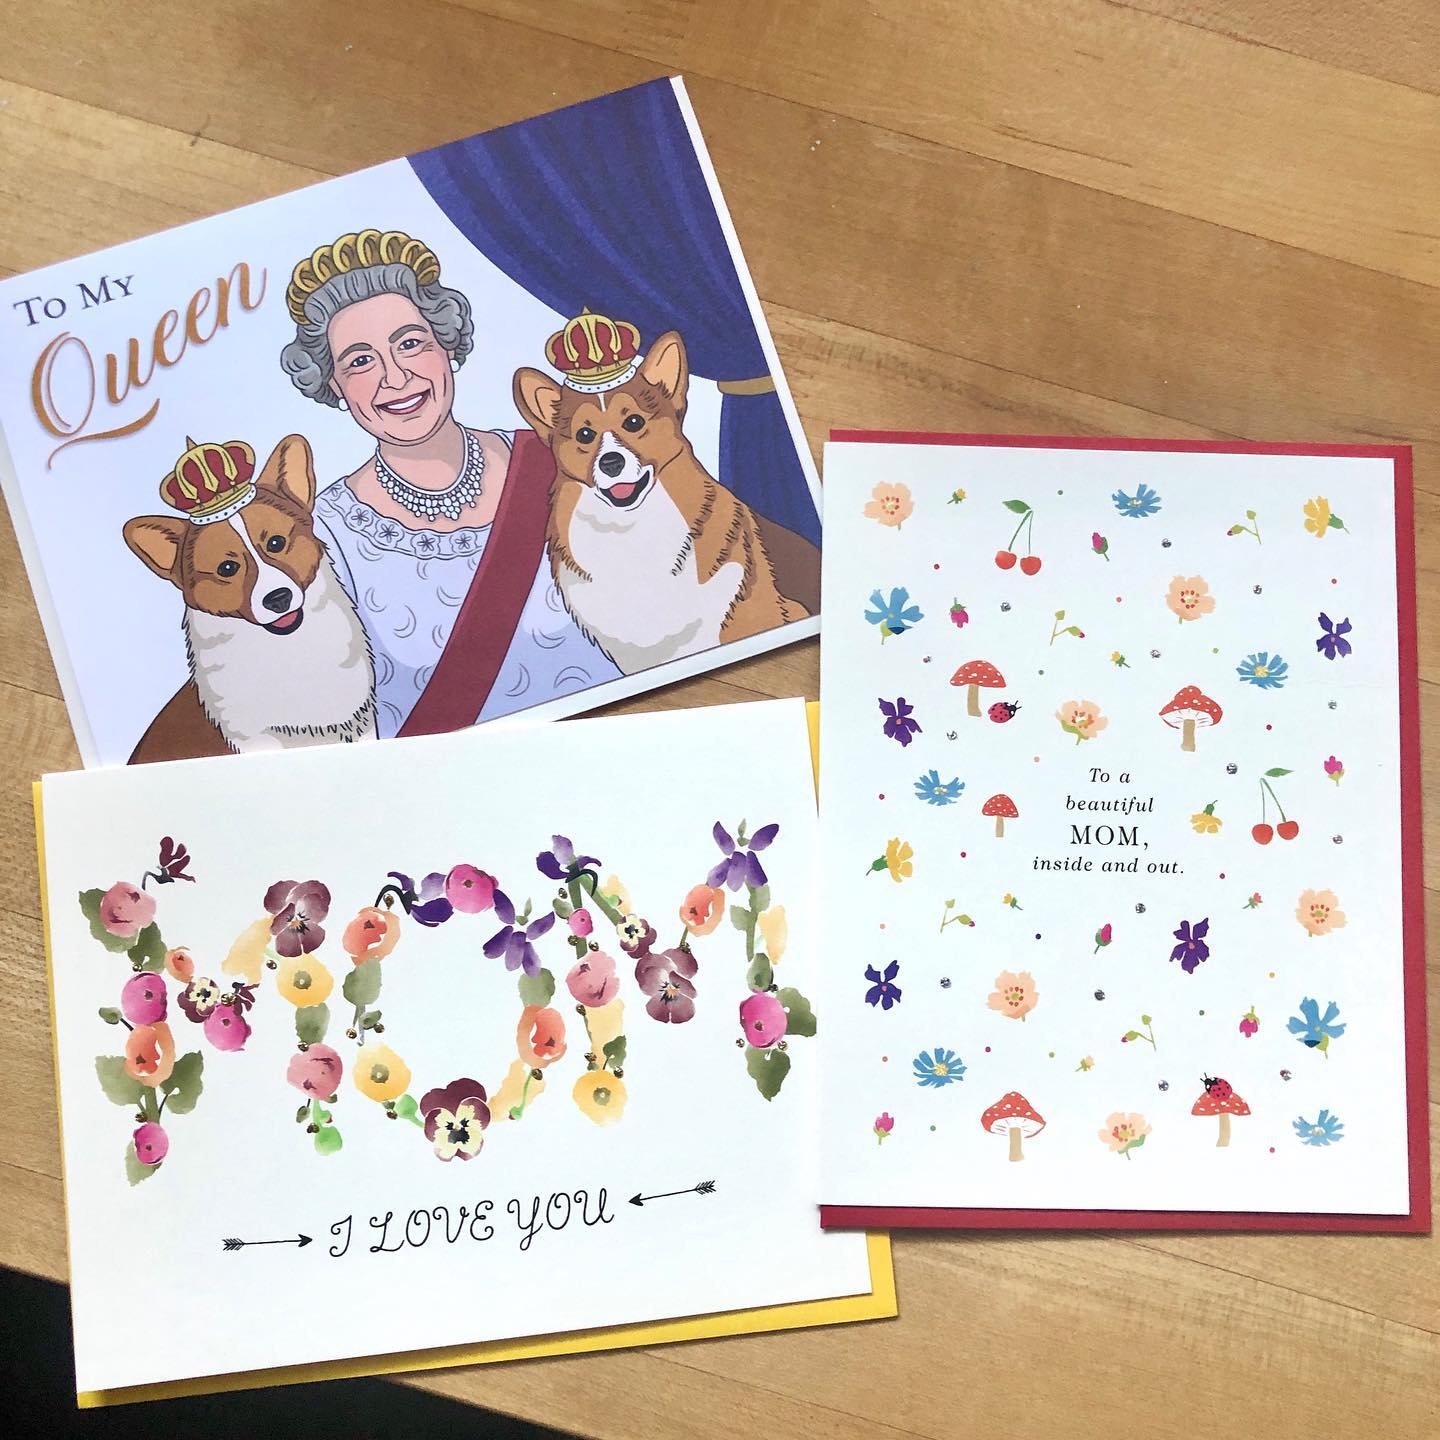 To My
Queen
MOM
I LOVE YOU
To a
beautiful
MOM,
inside and out.